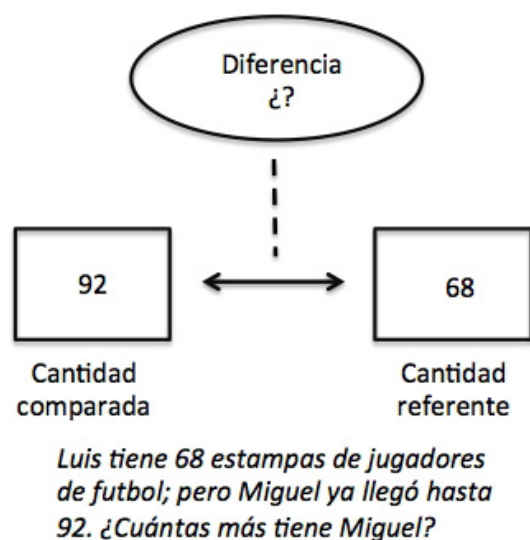 Diferencia
¿?
92
68
Cantidad
comparada
Cantidad
referente
Luis tiene 68 estampas de jugadores
de futbol; pero Miguel ya llegó hasta
92. ¿Cuántas más tiene Miguel?